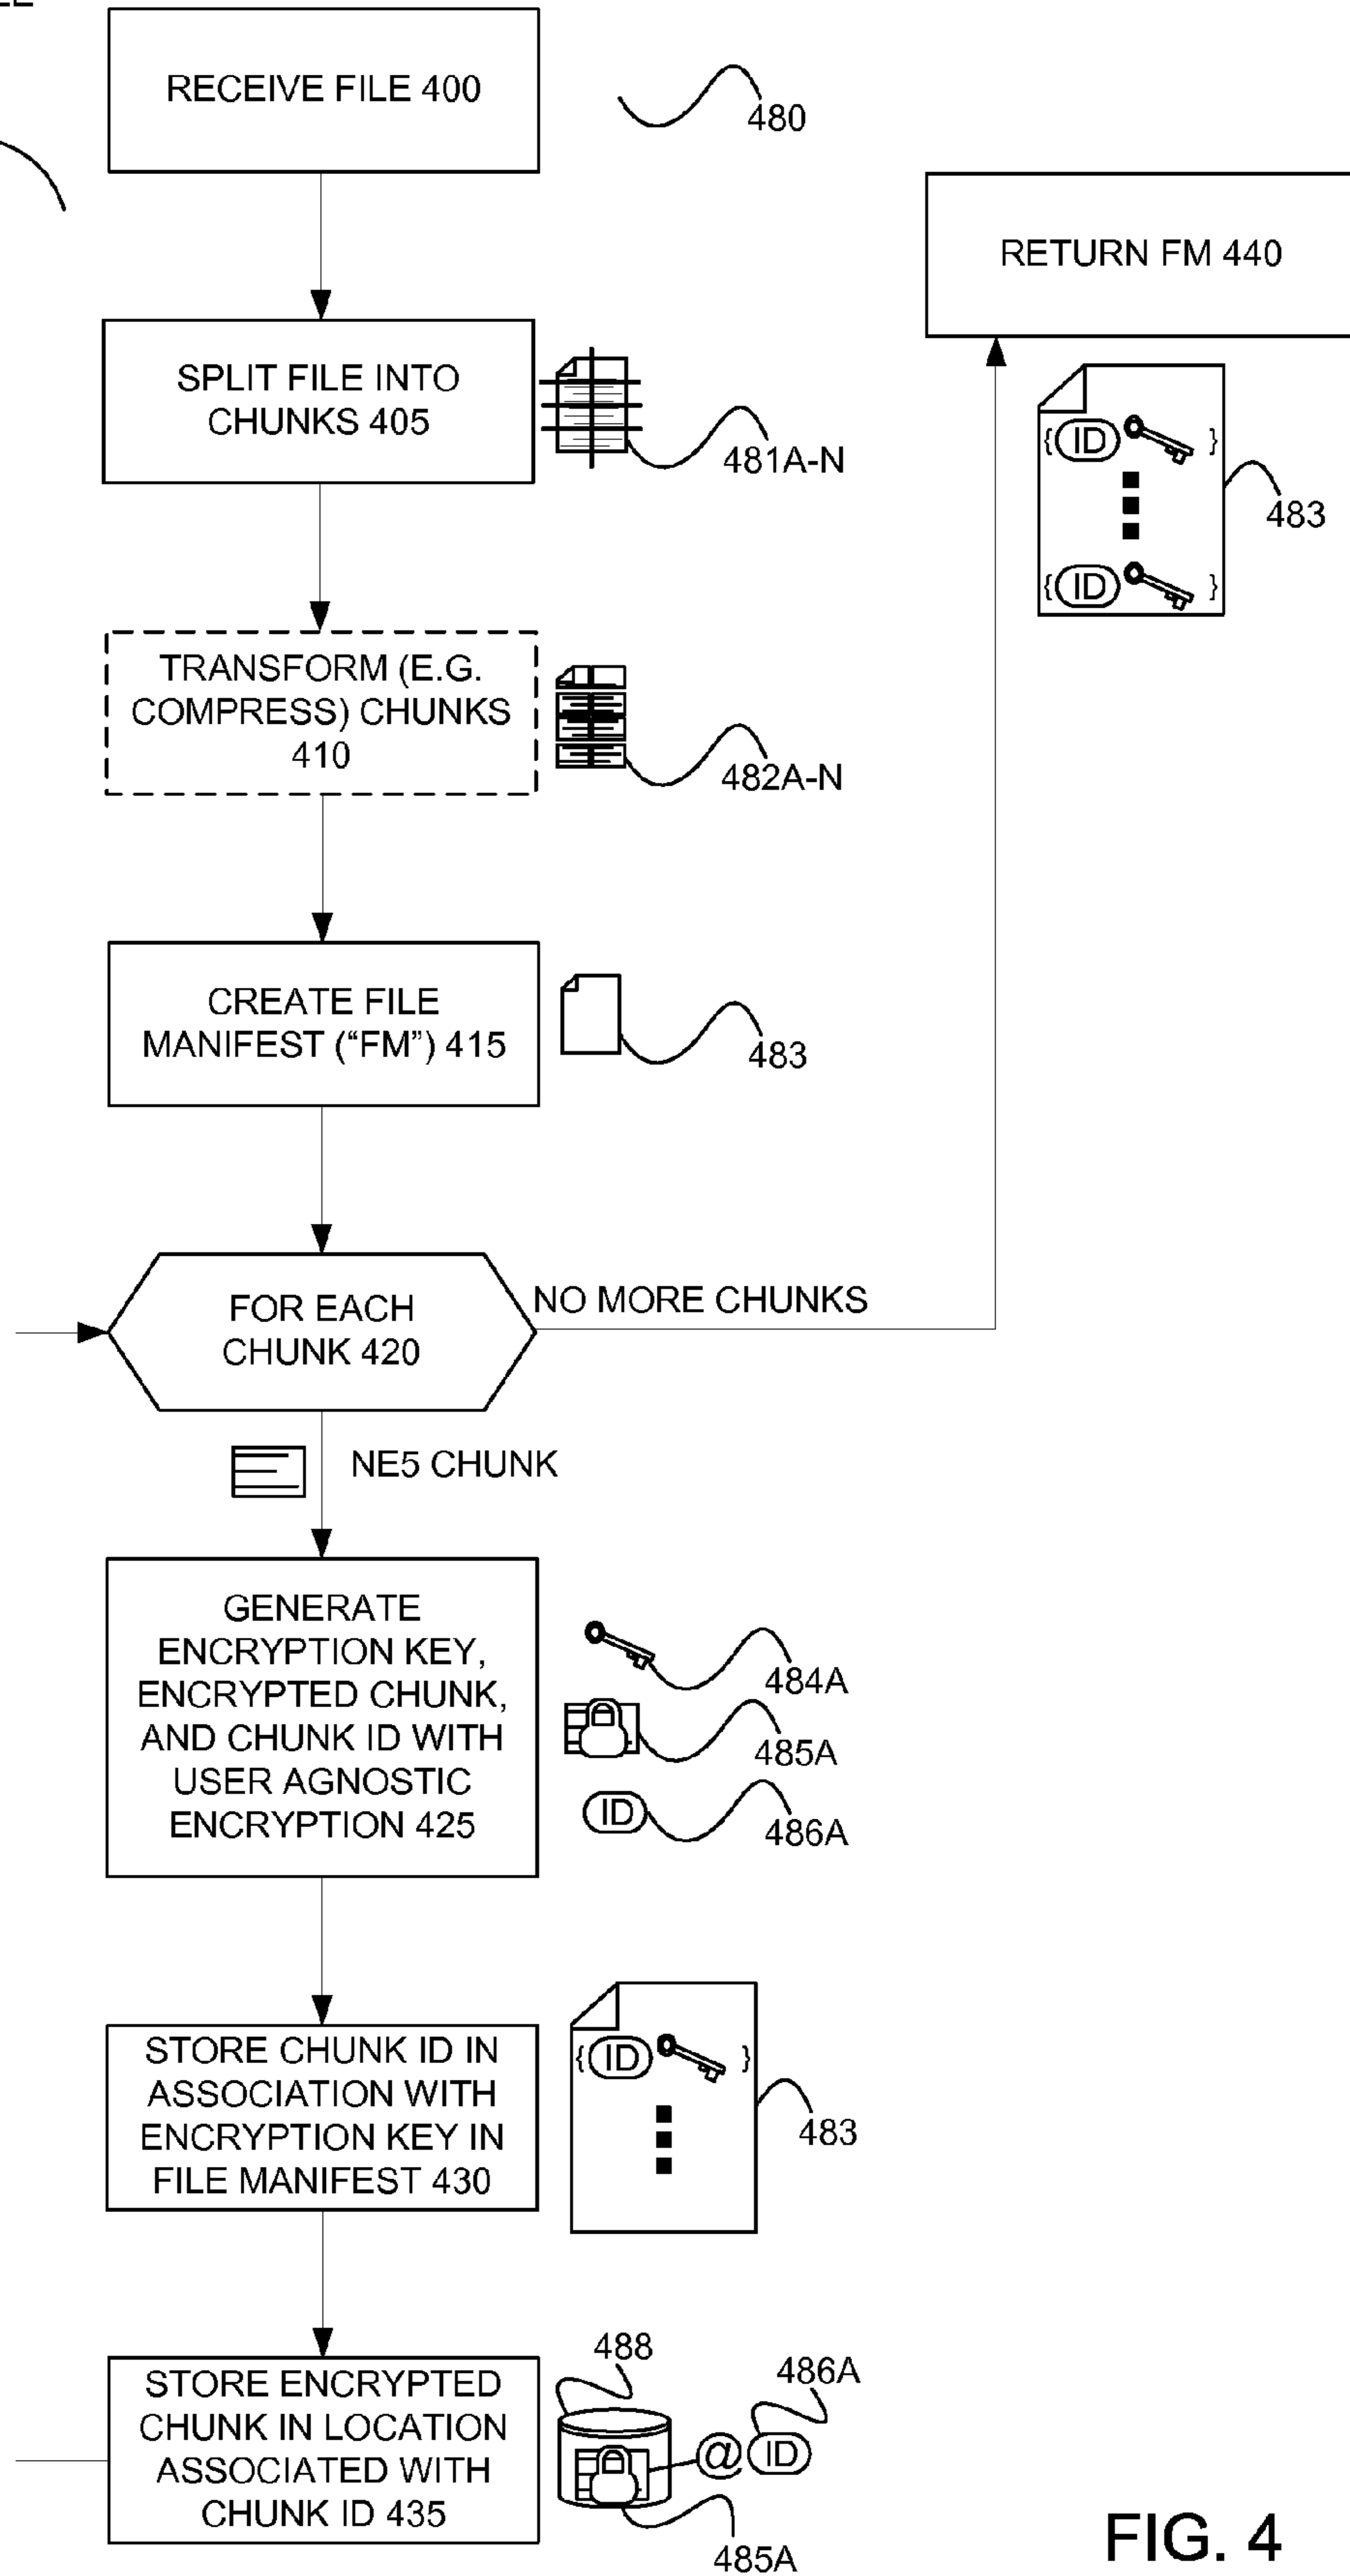 RECEIVE FILE 400
480
RETURN FM 440
SPLIT FILE INTO
CHUNKS 405
481A-N
{ID}
{ID}
483
TRANSFORM (E.G.
COMPRESS) CHUNKS
410
482A-N
CREATE FILE
MANIFEST (“FM”) 415
483
FOR EACH
CHUNK 420
NO MORE CHUNKS
NE5 CHUNK
GENERATE
ENCRYPTION KEY,
ENCRYPTED CHUNK,
AND CHUNK ID WITH
USER AGNOSTIC
ENCRYPTION 425
484A
485A
ID
486A
STORE CHUNK ID IN
ASSOCIATION WITH
ENCRYPTION KEY IN
FILE MANIFEST 430
{ID}
483
STORE ENCRYPTED
CHUNK IN LOCATION
ASSOCIATED WITH
CHUNK ID 435
488
486A
@ ID
485A
FIG. 4